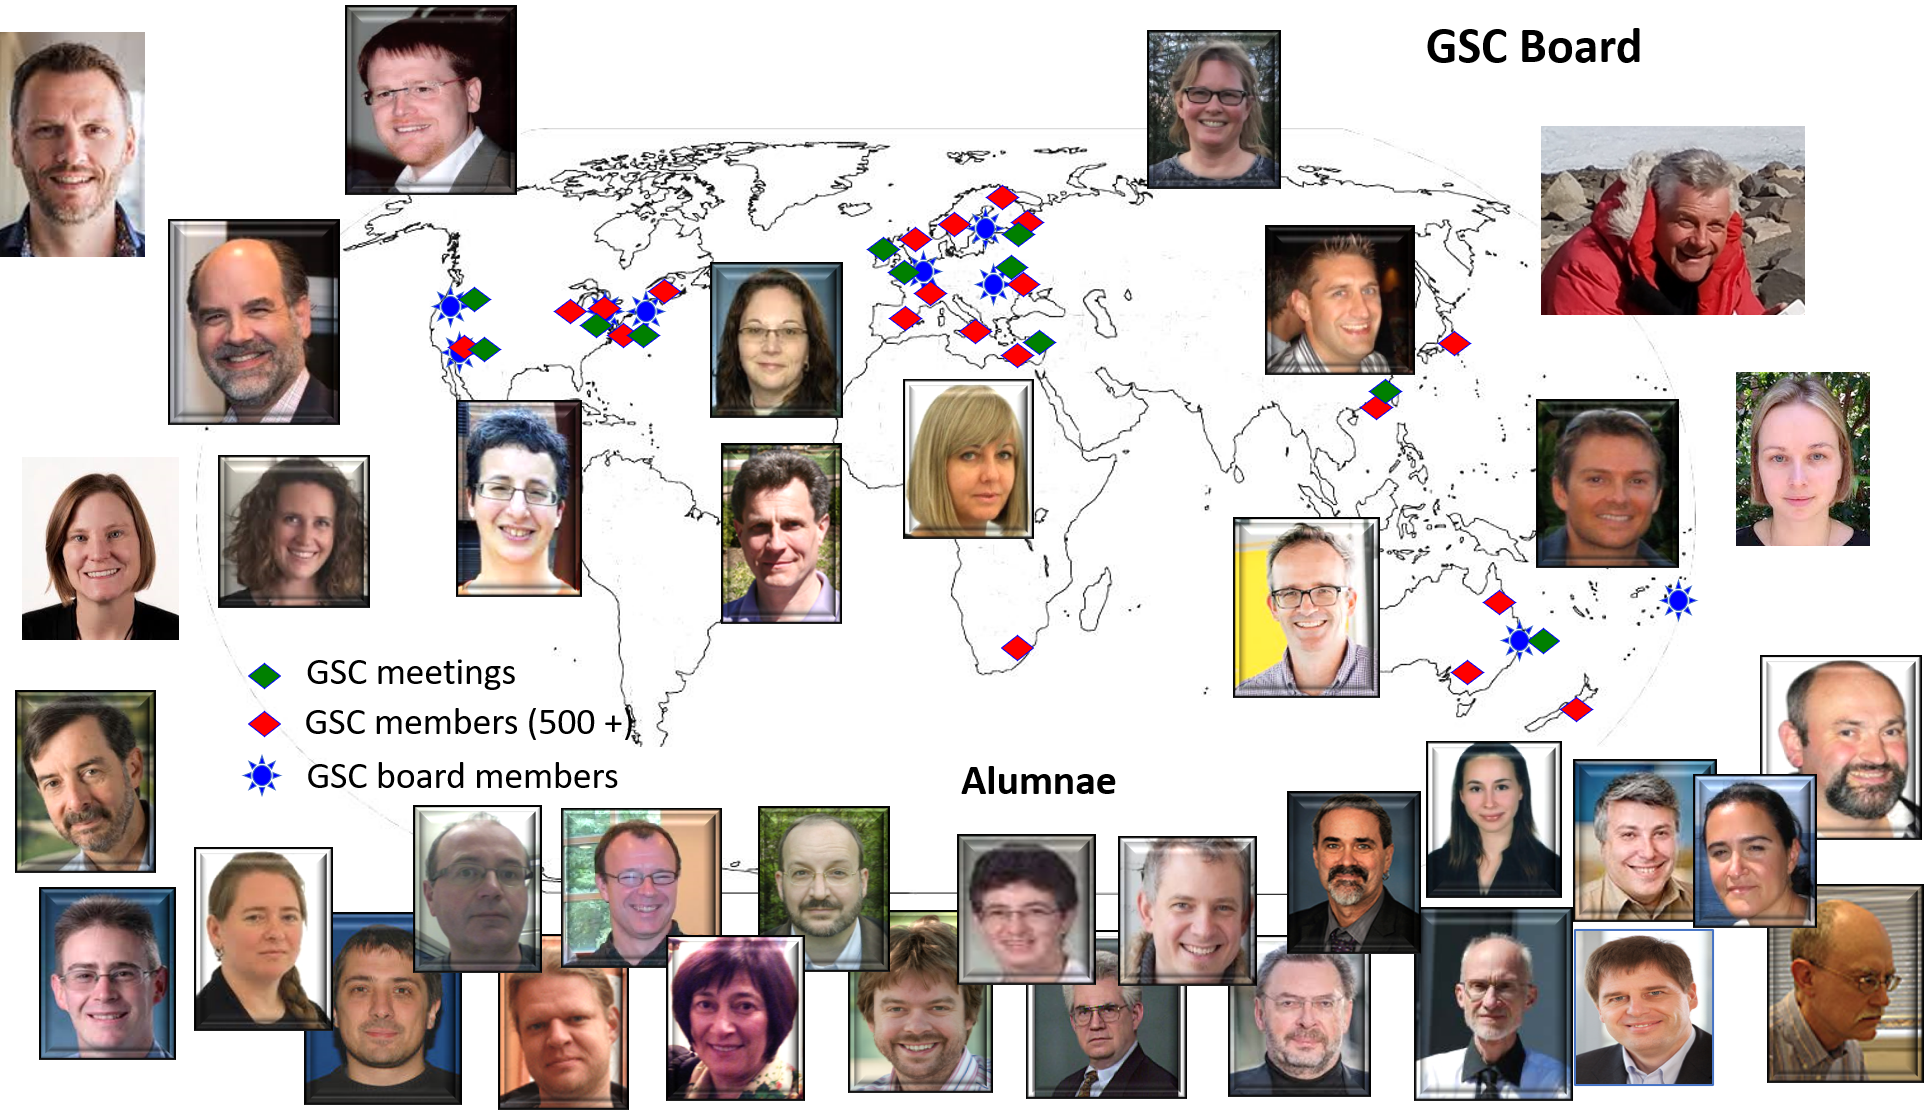 GSC Board
GSC meetings
GSC members (500 +)
GSC board members
Alumnae